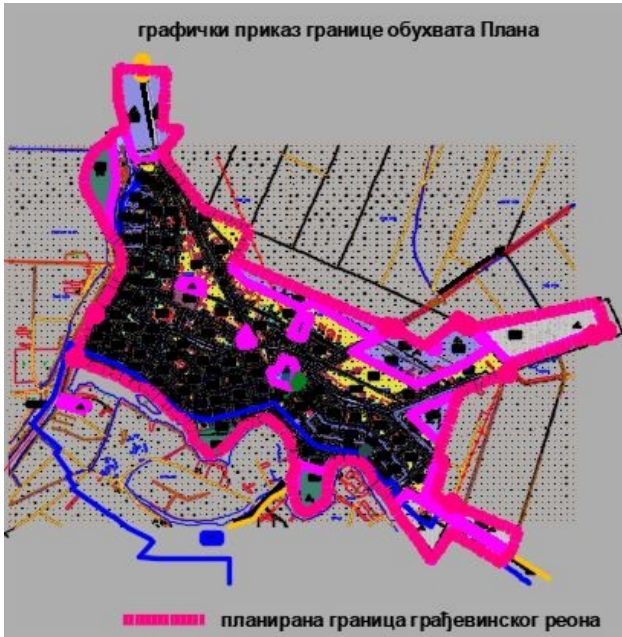 графички приказ границе обухвата Плана
планирана граница грађевинског реона